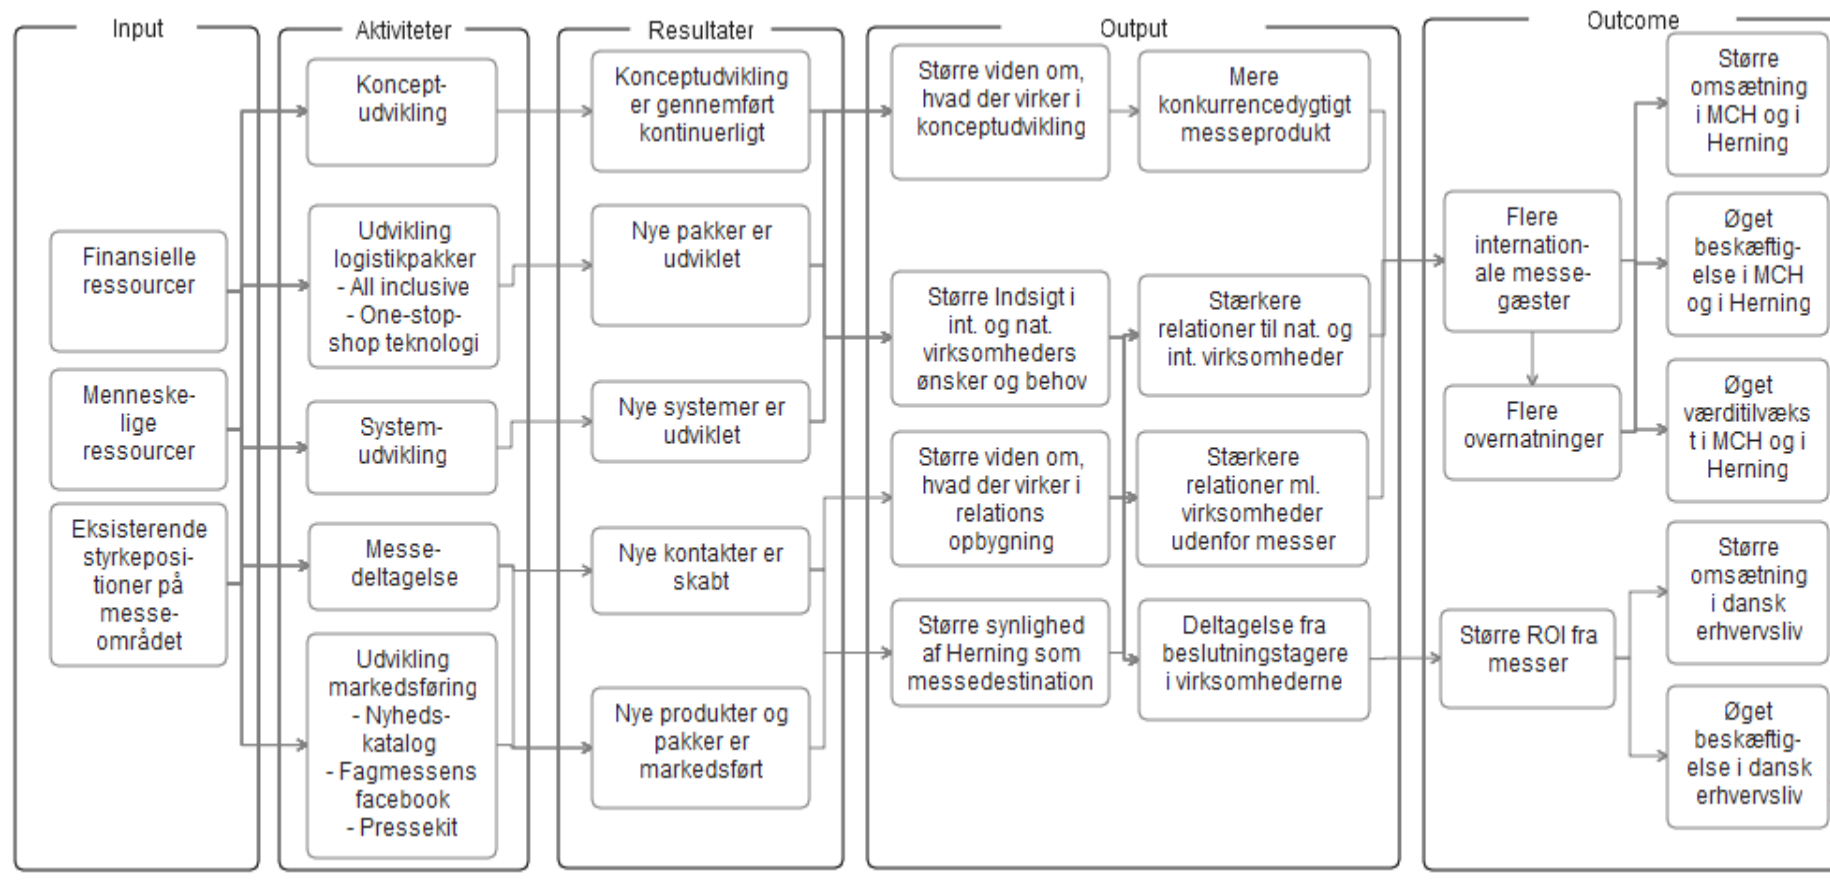 Input
Finansielle
ressourcer
Menneske-
lige
ressourcer
Eksisterende
styrkeposi-
tioner på
messe-
området
Aktiviteter
Koncept-
udvikling
Udvikling
logistikpakker
- All inclusive
- One-stop-
shop teknologi
System-
udvikling
Messe-
deltagelse
Udvikling
markedsføring
- Nyheds-
katalog
- Fagmessens
facebook
- Pressekit
Resultater
Konceptudvikling
er gennemført
kontinuerligt
Nye pakker er
udviklet
Nye systemer er
udviklet
Nye kontakter er
skabt
Nye produkter og
pakker er
markedsført
Output
Større viden om,
hvad der virker i
konceptudvikling
Større Indsigt i
int. og nat.
virksomheders
ønsker og behov
Større viden om,
hvad der virker i
relations
opbygning
Større synlighed
af Herning som
messedestination
Mere
konkurrencedygtigt
messeprodukt
Stærkere
relationer til nat. og
int. virksomheder
Stærkere
relationer ml.
virksomheder
udenfor messer
Deltagelse fra
beslutningstagere
i virksomhederne
Outcome
Flere
internation-
ale messe-
gæster
Flere
overnatninger
Større ROI fra
messer
Større
omsætning
i MCH og i
Herning
Øget
beskæftig-
else i MCH
og i Herning
Øget
værditilvæks
t i MCH og i
Herning
Større
omsætning
i dansk
erhvervsliv
Øget
beskæftig-
else i dansk
erhvervsliv